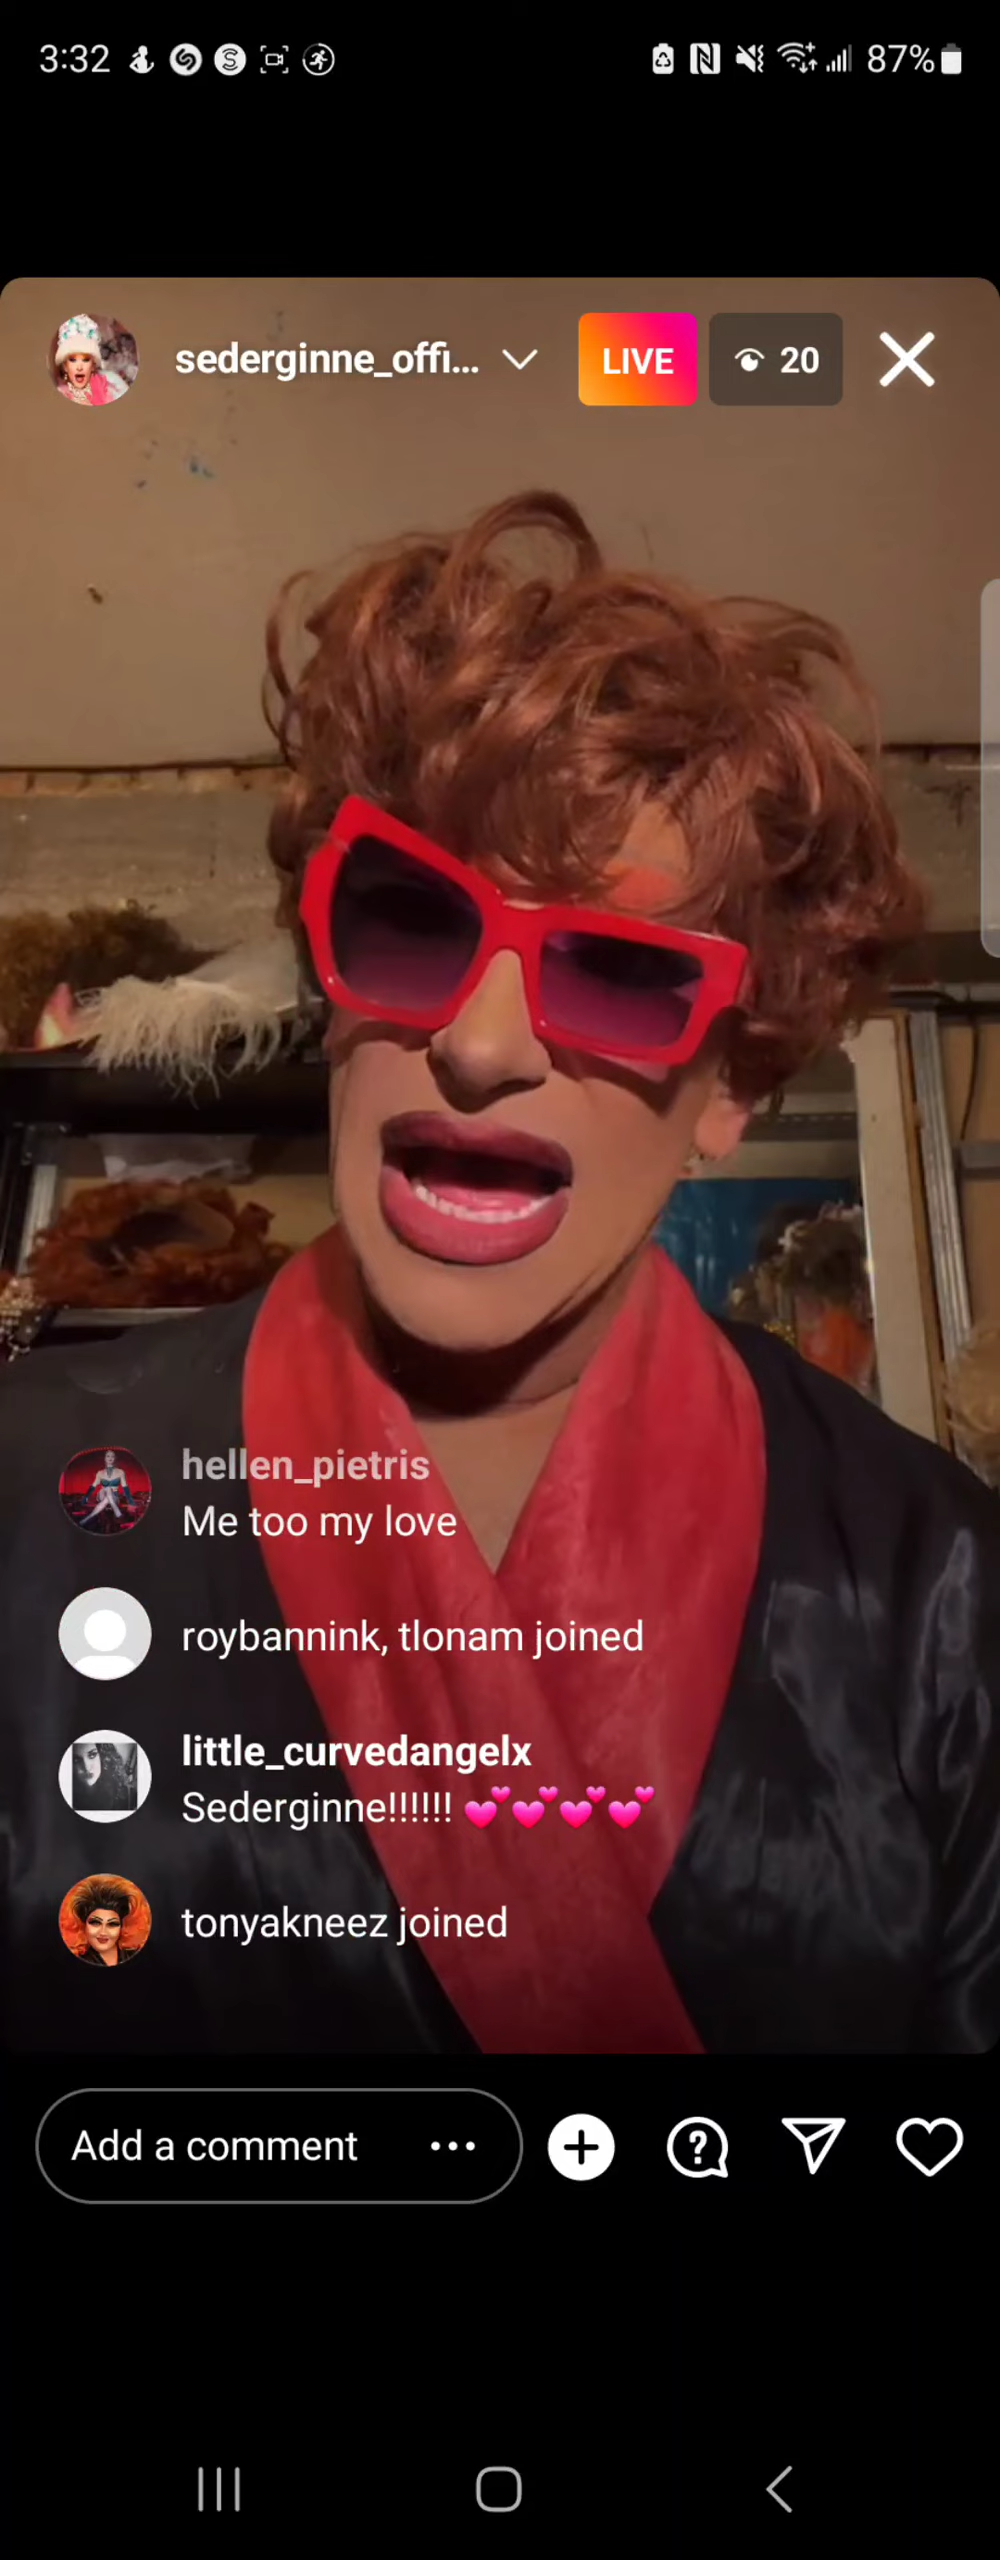 3:32 87%
sederginne_offi... LIVE 20
hellen_pietris
Me too my love
roybannink, tlonam joined
little_curvedangelx
Sederginne!!!!!! 💕💕💕💕
tonyakneez joined
Add a comment